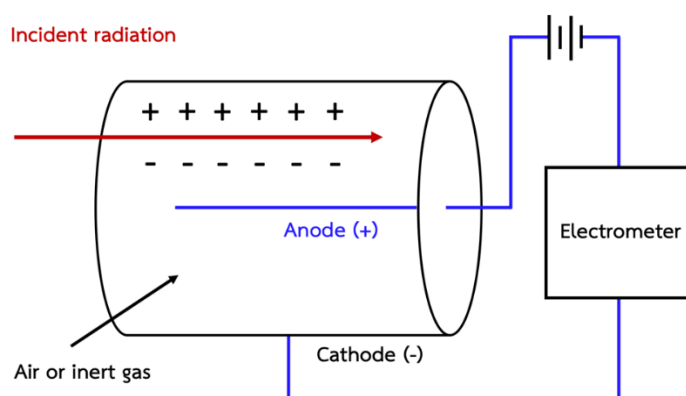 Incident radiation
+ + + + + +
- - - - - -
Anode (+)
Electrometer
Cathode (-)
Air or inert gas